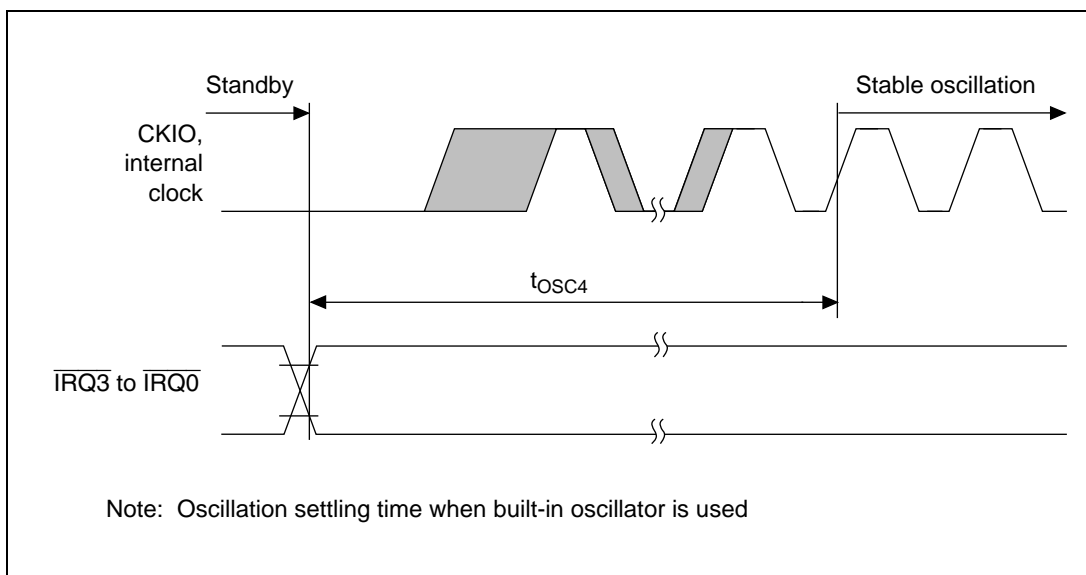 Standby
Stable oscillation
CKIO,
internal
clock
tOSC4
IRQ3 to IRQ0
Note: Oscillation settling time when built-in oscillator is used